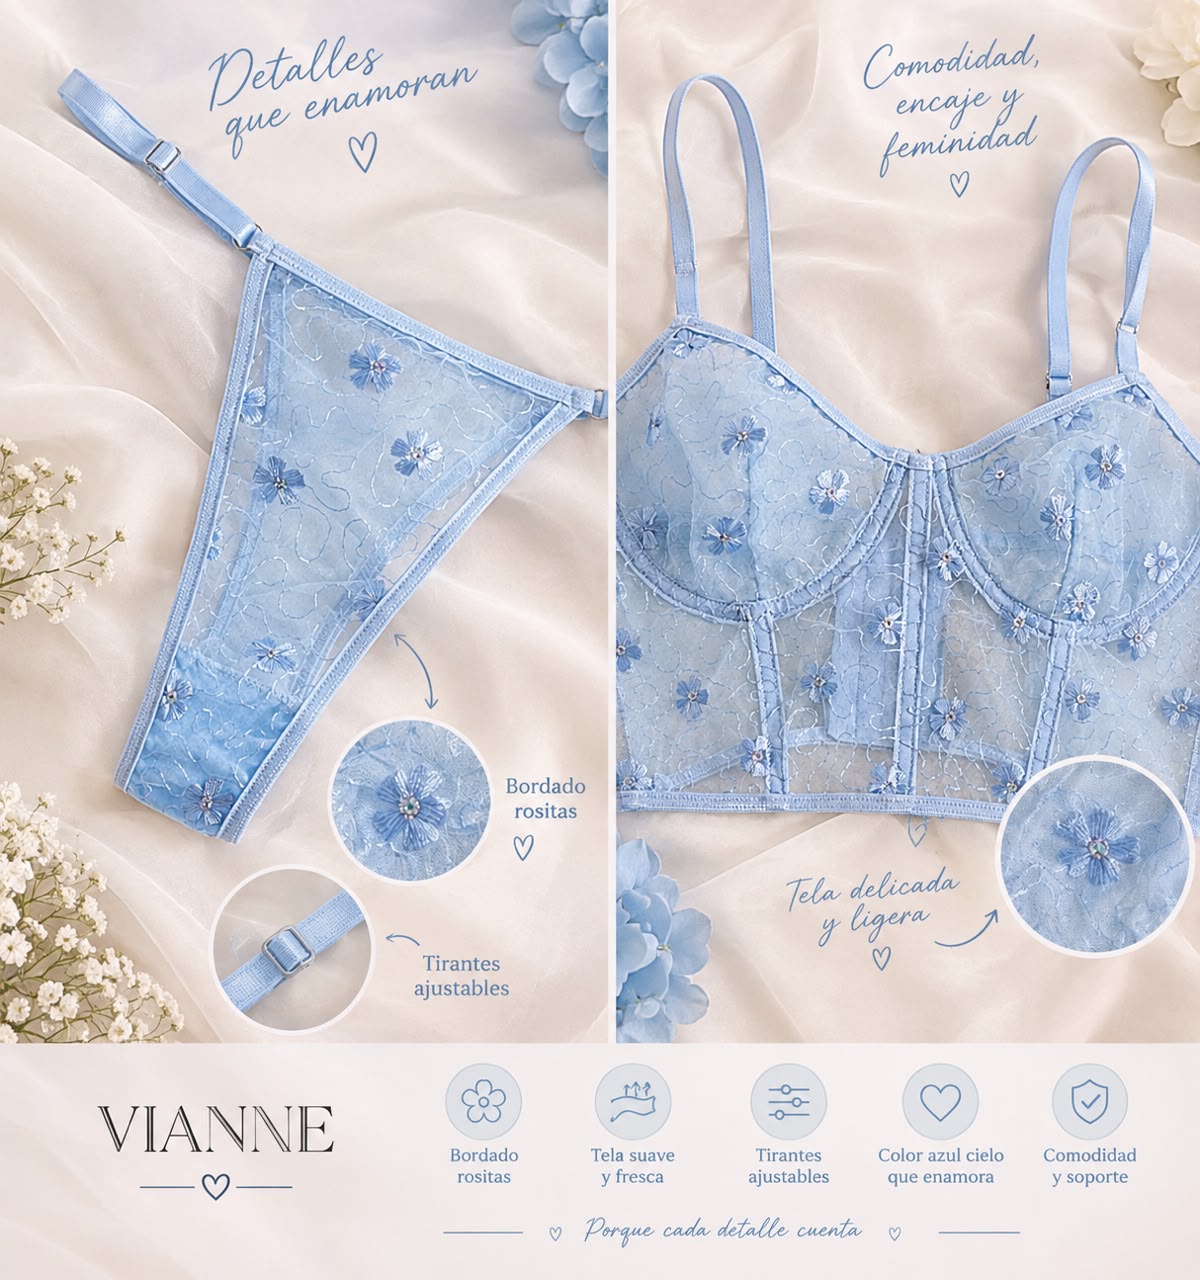 Detalles
que enamoran
Comodidad,
encaje y
feminidad
Bordado
rositas
Tirantes
ajustables
Tela delicada
y ligera
VIANNE
Bordado
rositas
Tela suave
y fresca
Tirantes
ajustables
Color azul cielo
que enamora
Comodidad
y soporte
Porque cada detalle cuenta